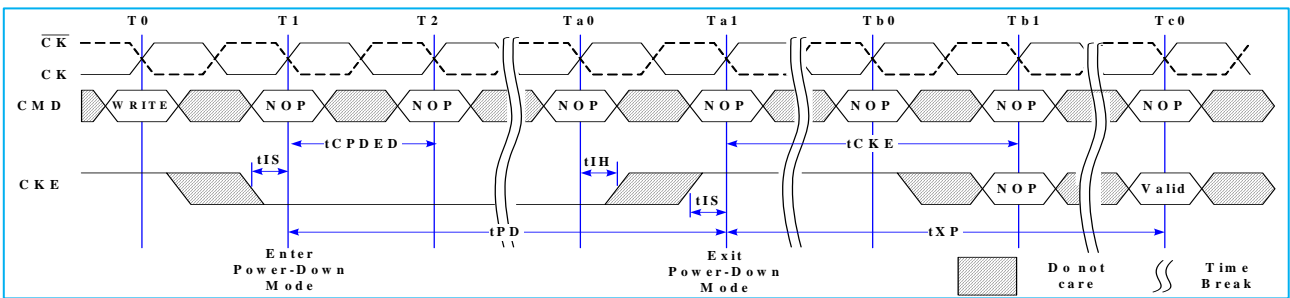 T0 T1 T2 Ta0 Ta1 Tb0 Tb1 Tc0
CK
CK
CMD WRITE NOP NOP NOP NOP NOP NOP NOP
tCPDED tCKE
tIS tIH
CKE NOP Valid
tIS
tPD tXP
Enter Power-Down Mode
Exit Power-Down Mode
Do not care
Time Break